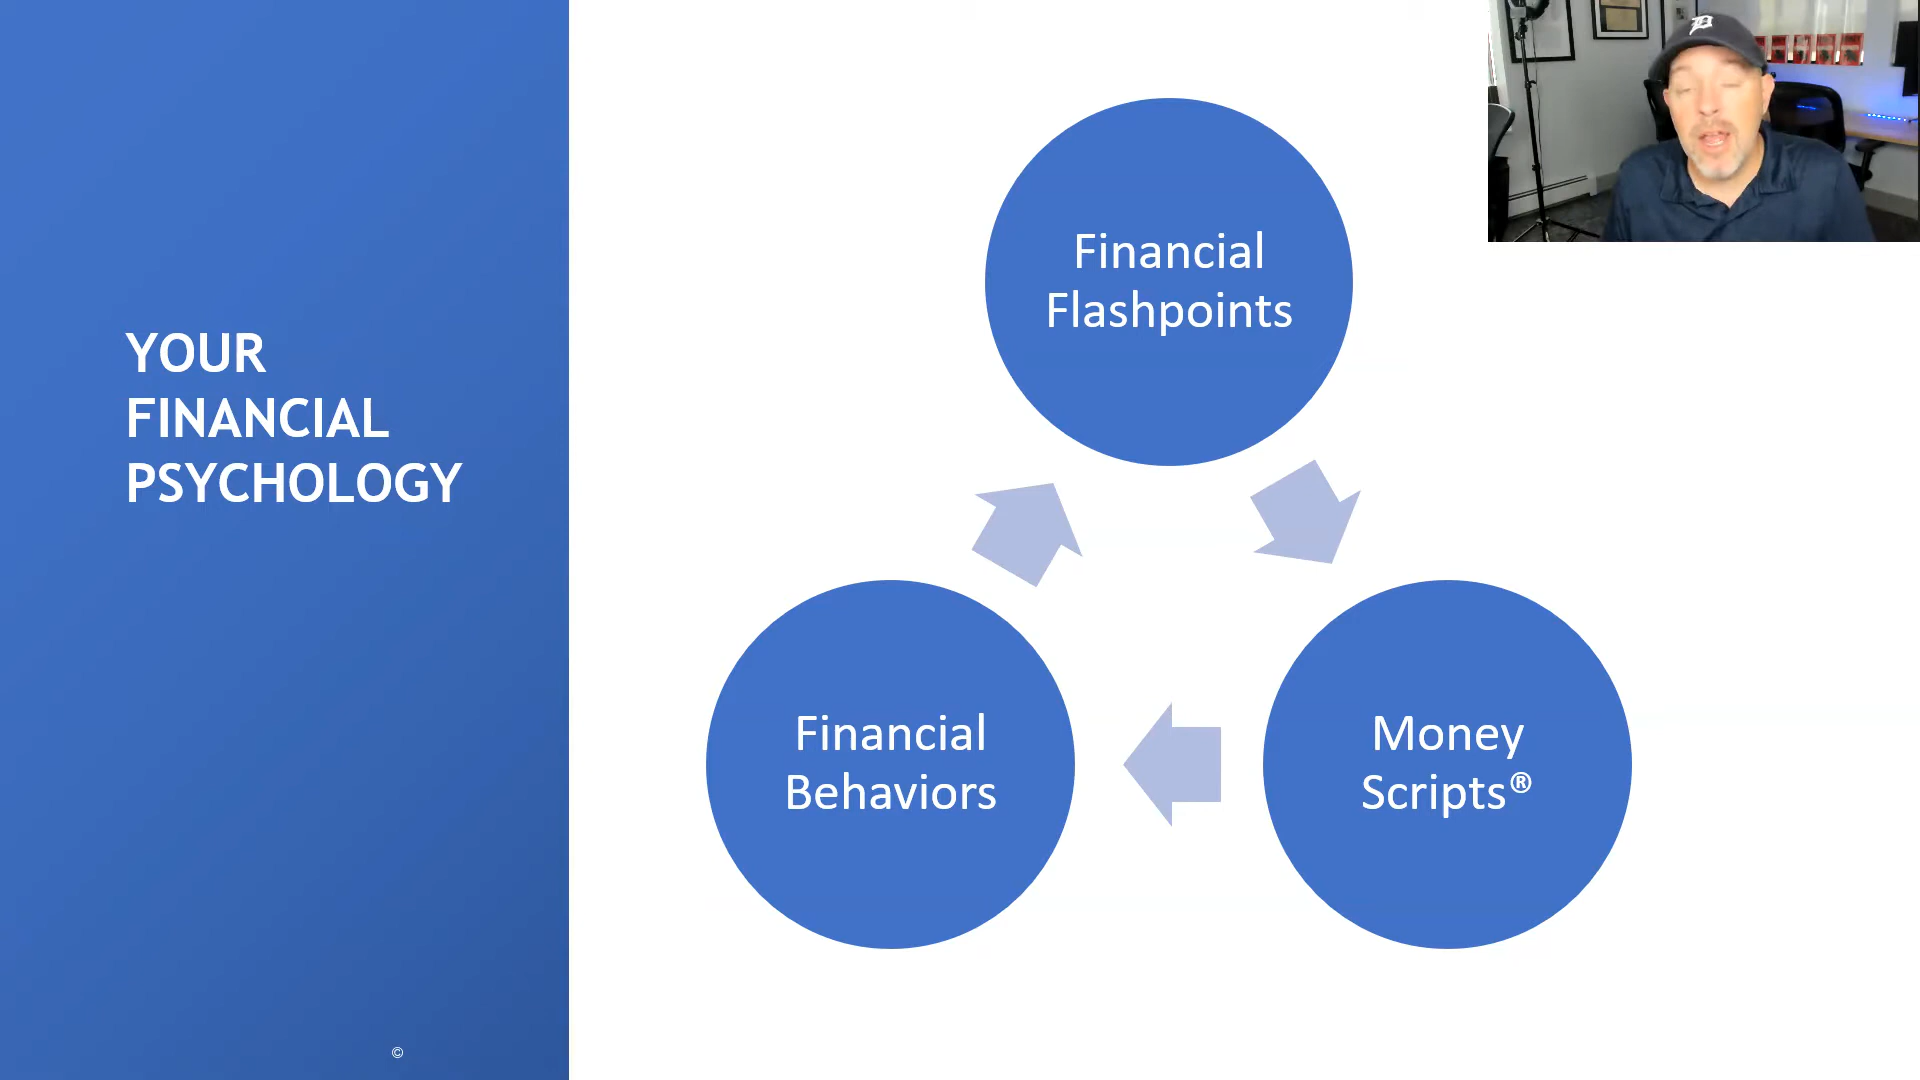 YOUR
FINANCIAL
PSYCHOLOGY
Financial
Flashpoints
Money
Scripts®
Financial
Behaviors
©